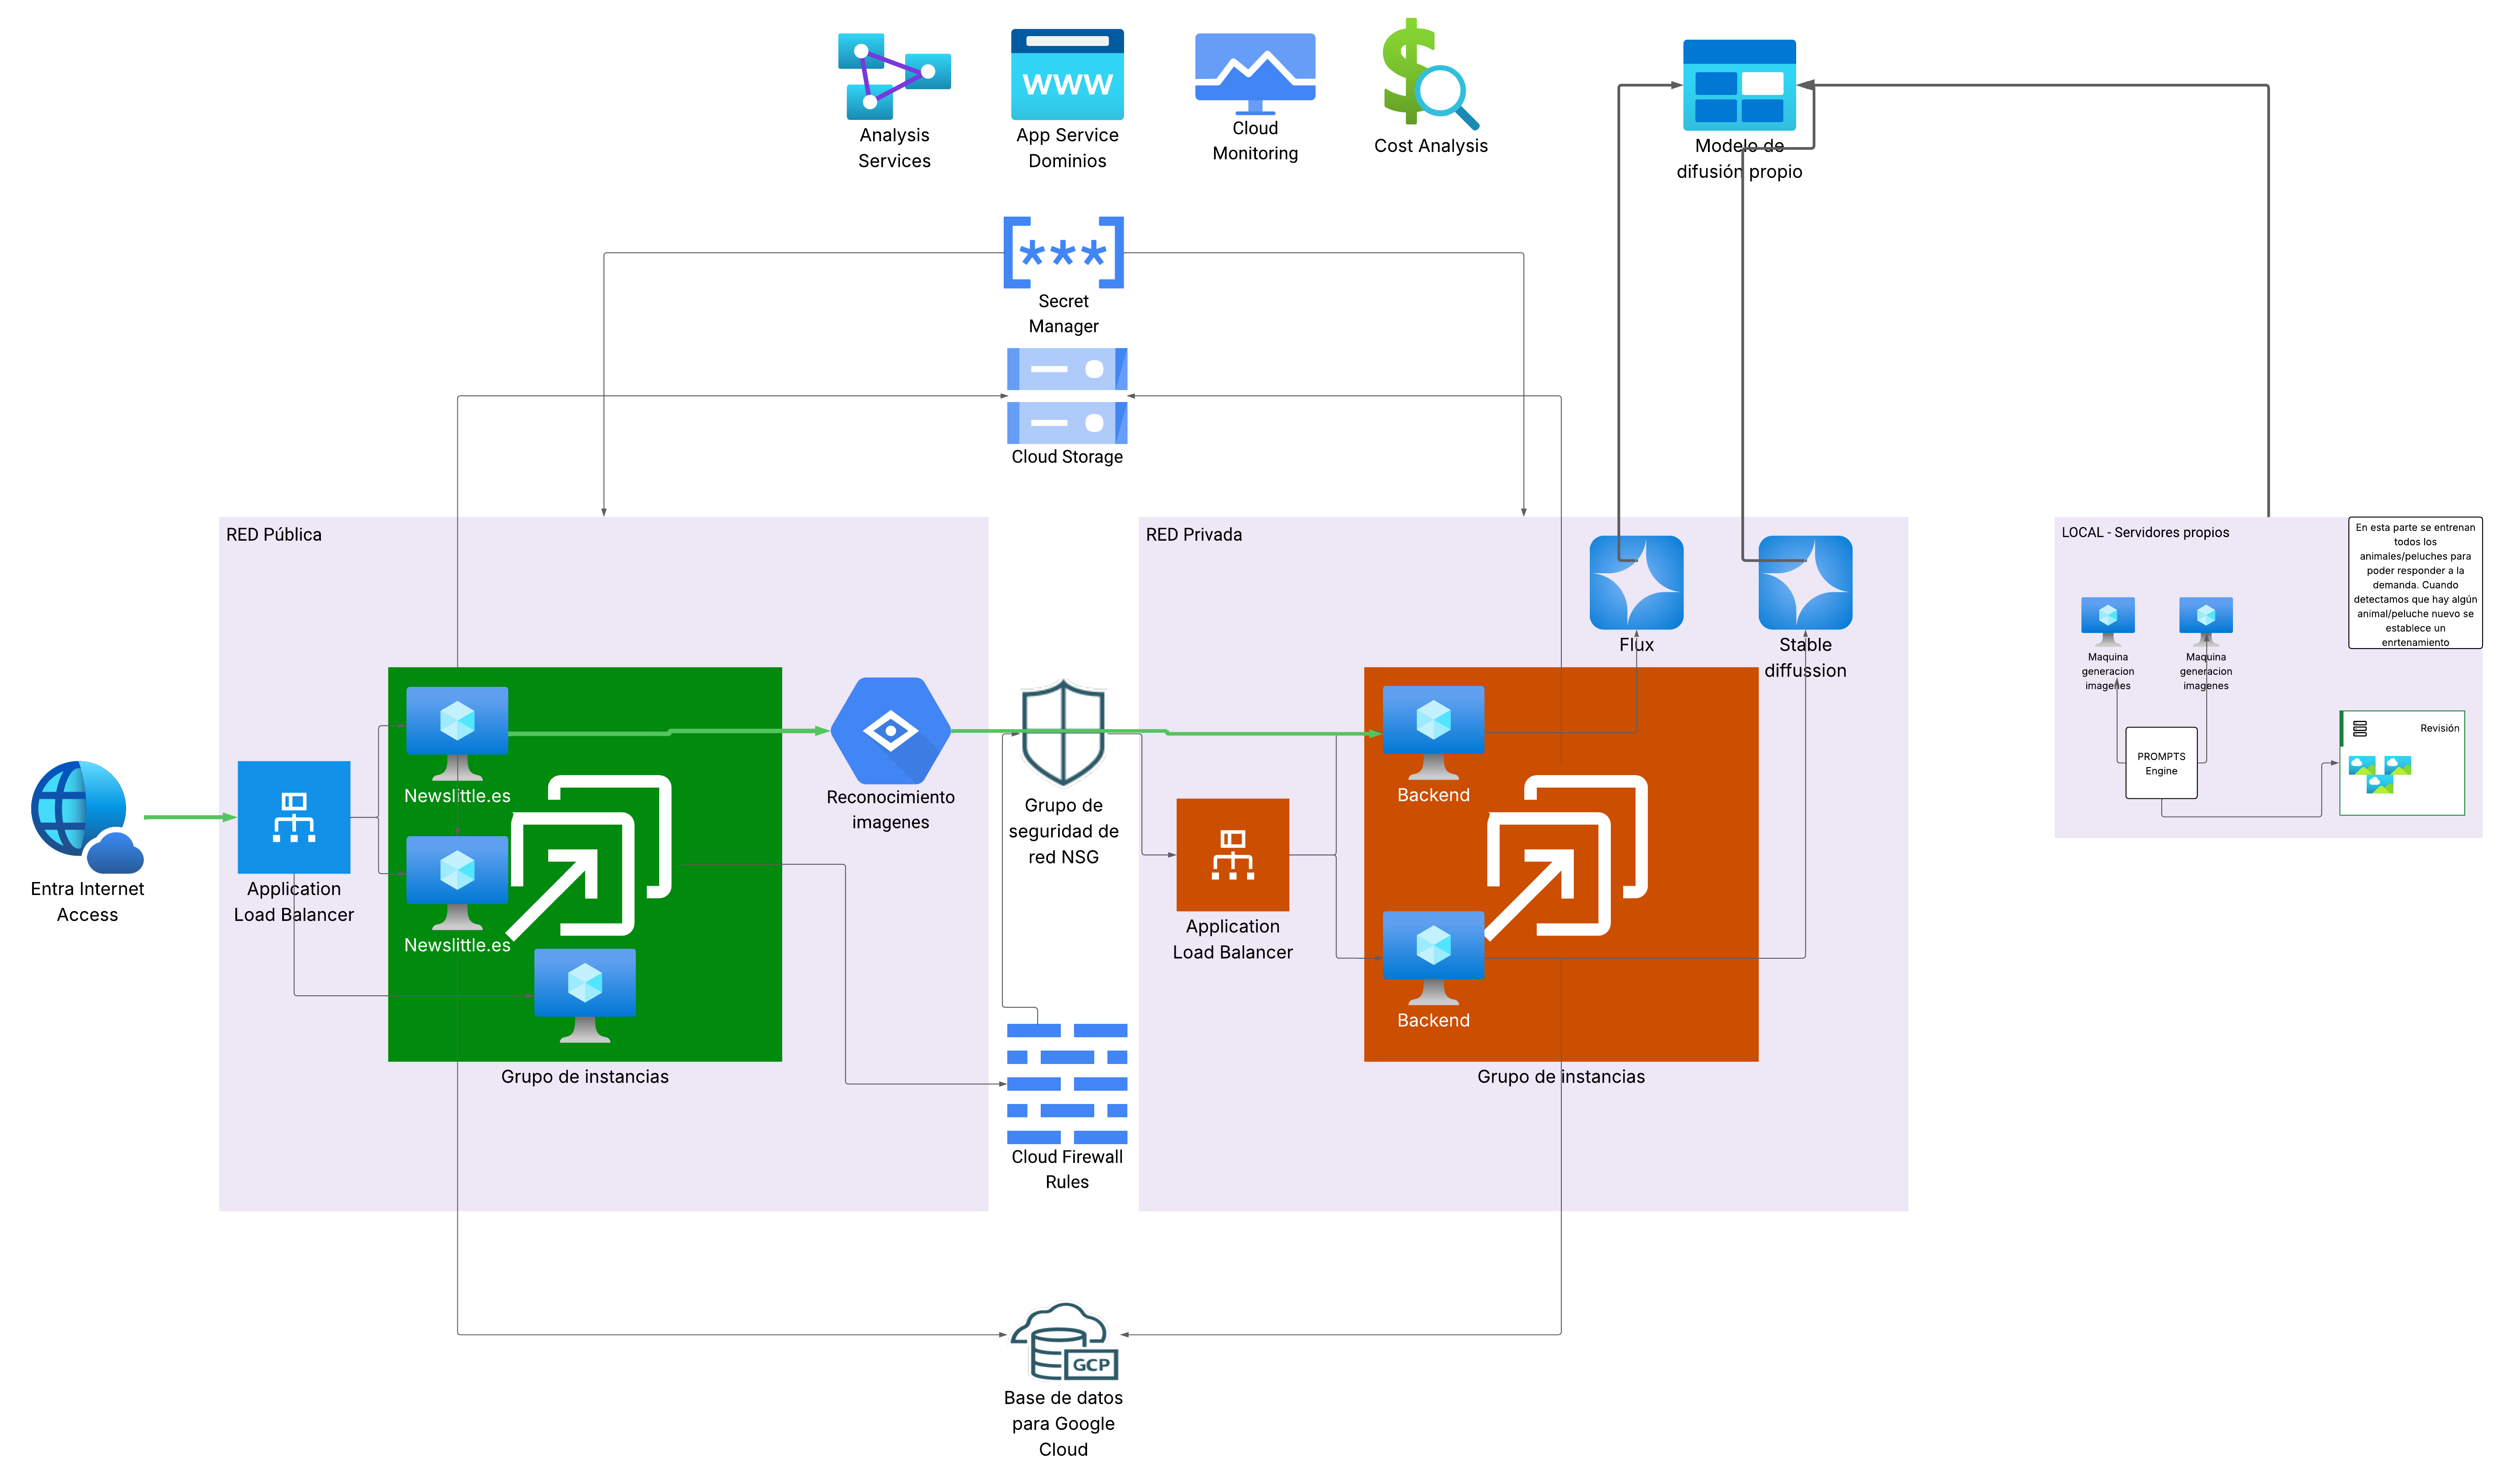 WWW
Analysis
Services
App Service
Dominios
Cloud
Monitoring
Cost Analysis
Modelo de
difusión propio
[***]
Secret
Manager
Cloud Storage
RED Pública
RED Privada
LOCAL - Servidores propios
En esta parte se entrenan
todos los
animales/peluches para
poder responder a la
demanda. Cuando
detectamos que hay algún
animal/peluche nuevo se
establece un
enrtenamiento
Flux
Stable
diffussion
Maquina
generacion
imagenes
Maquina
generacion
imagenes
Revisión
PROMPTS
Engine
Newslittle.es
Reconocimiento
imagenes
Grupo de
seguridad de
red NSG
Backend
Entra Internet
Access
Application
Load Balancer
Newslittle.es
Application
Load Balancer
Backend
Grupo de instancias
Grupo de instancias
Cloud Firewall
Rules
GCP
Base de datos
para Google
Cloud